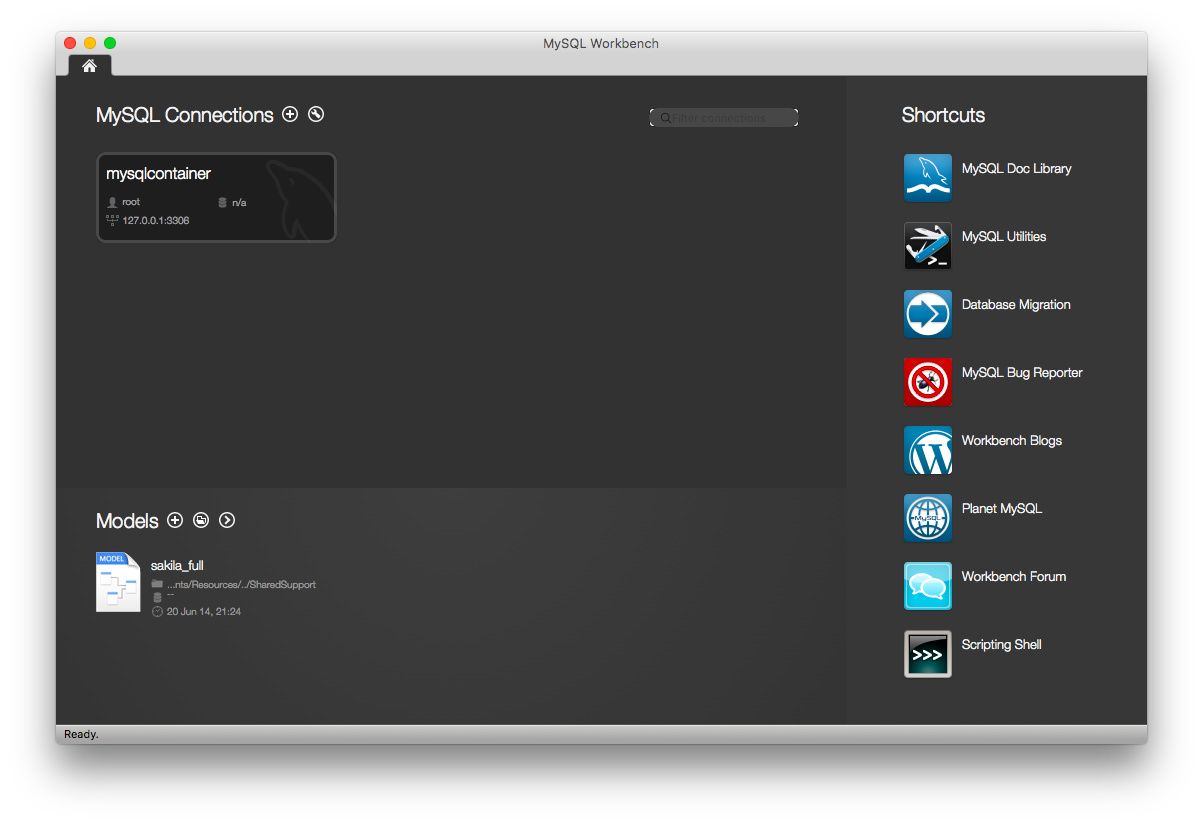 MySQL Workbench
MySQL Connections
Filter connections
mysqlcontainer
root
n/a
127.0.0.1:3306
Models
MODEL
sakila_full
...nts/Resources/../SharedSupport
--
20 Jun 14, 21:24
Shortcuts
MySQL Doc Library
MySQL Utilities
>_
Database Migration
MySQL Bug Reporter
Workbench Blogs
MySQL
Planet MySQL
Workbench Forum
>>>
Scripting Shell
Ready.